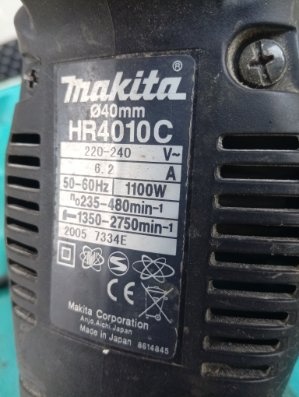 makita
Ø40mm
HR4010C
220-240 V~
6.2 A
50-60Hz 1100W
n₀235-480min-¹
1350-2750min-¹
2005 7334E
S
CE
Makita Corporation
Anjo,Aichi,Japan
Made in Japan 8614845